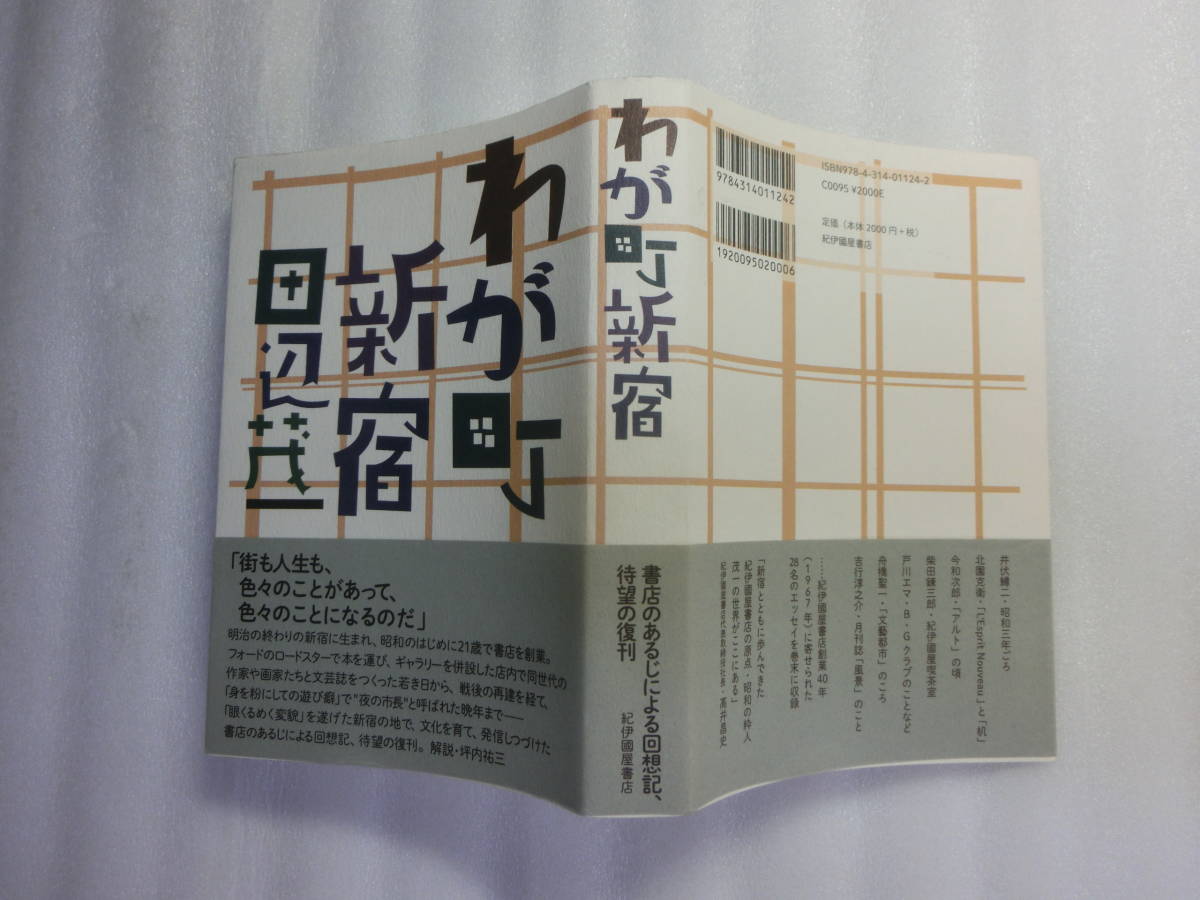 わが町
新宿
田辺茂一
「街も人生も、
色々のことがあって、
色々のことになるのだ」
明治の終わりの新宿に生まれ、昭和のはじめに21歳で書店を創業。
フォードのロードスターで本を運び、ギャラリーを併設した店内で同世代の
作家や画家たちと文芸誌をつくった若き日から、戦後の再建を経て、
「身を粉にしての遊び癖」で"夜の市長"と呼ばれた晩年まで——
「眼くるめく変貌」を遂げた新宿の地で、文化を育て、発信しつづけた
書店のあるじによる回想記、待望の復刊。解説・坪内祐三
わが町新宿
書店のあるじによる回想記、
待望の復刊
紀伊國屋書店
9784314011242
1920095020006
ISBN978-4-314-01124-2
C0095 ¥2000E
定価（本体 2000 円＋税）
紀伊國屋書店
井伏鱒二・昭和三年ごろ
北園克衛・「L'Esprit Nouveau」と「机」
今和次郎・「アルト」の頃
柴田錬三郎・紀伊國屋喫茶室
戸川エマ・B・G・クラブのことなど
舟橋聖一・「文藝都市」のころ
吉行淳之介・月刊誌「風景」のこと
……紀伊國屋書店創業40年
（1967年）に寄せられた
28名のエッセイを巻末に収録
「新宿とともに歩んできた
紀伊國屋書店の原点・昭和の粋人
茂一の世界がここにある」
紀伊國屋書店代表取締役社長・高井昌史